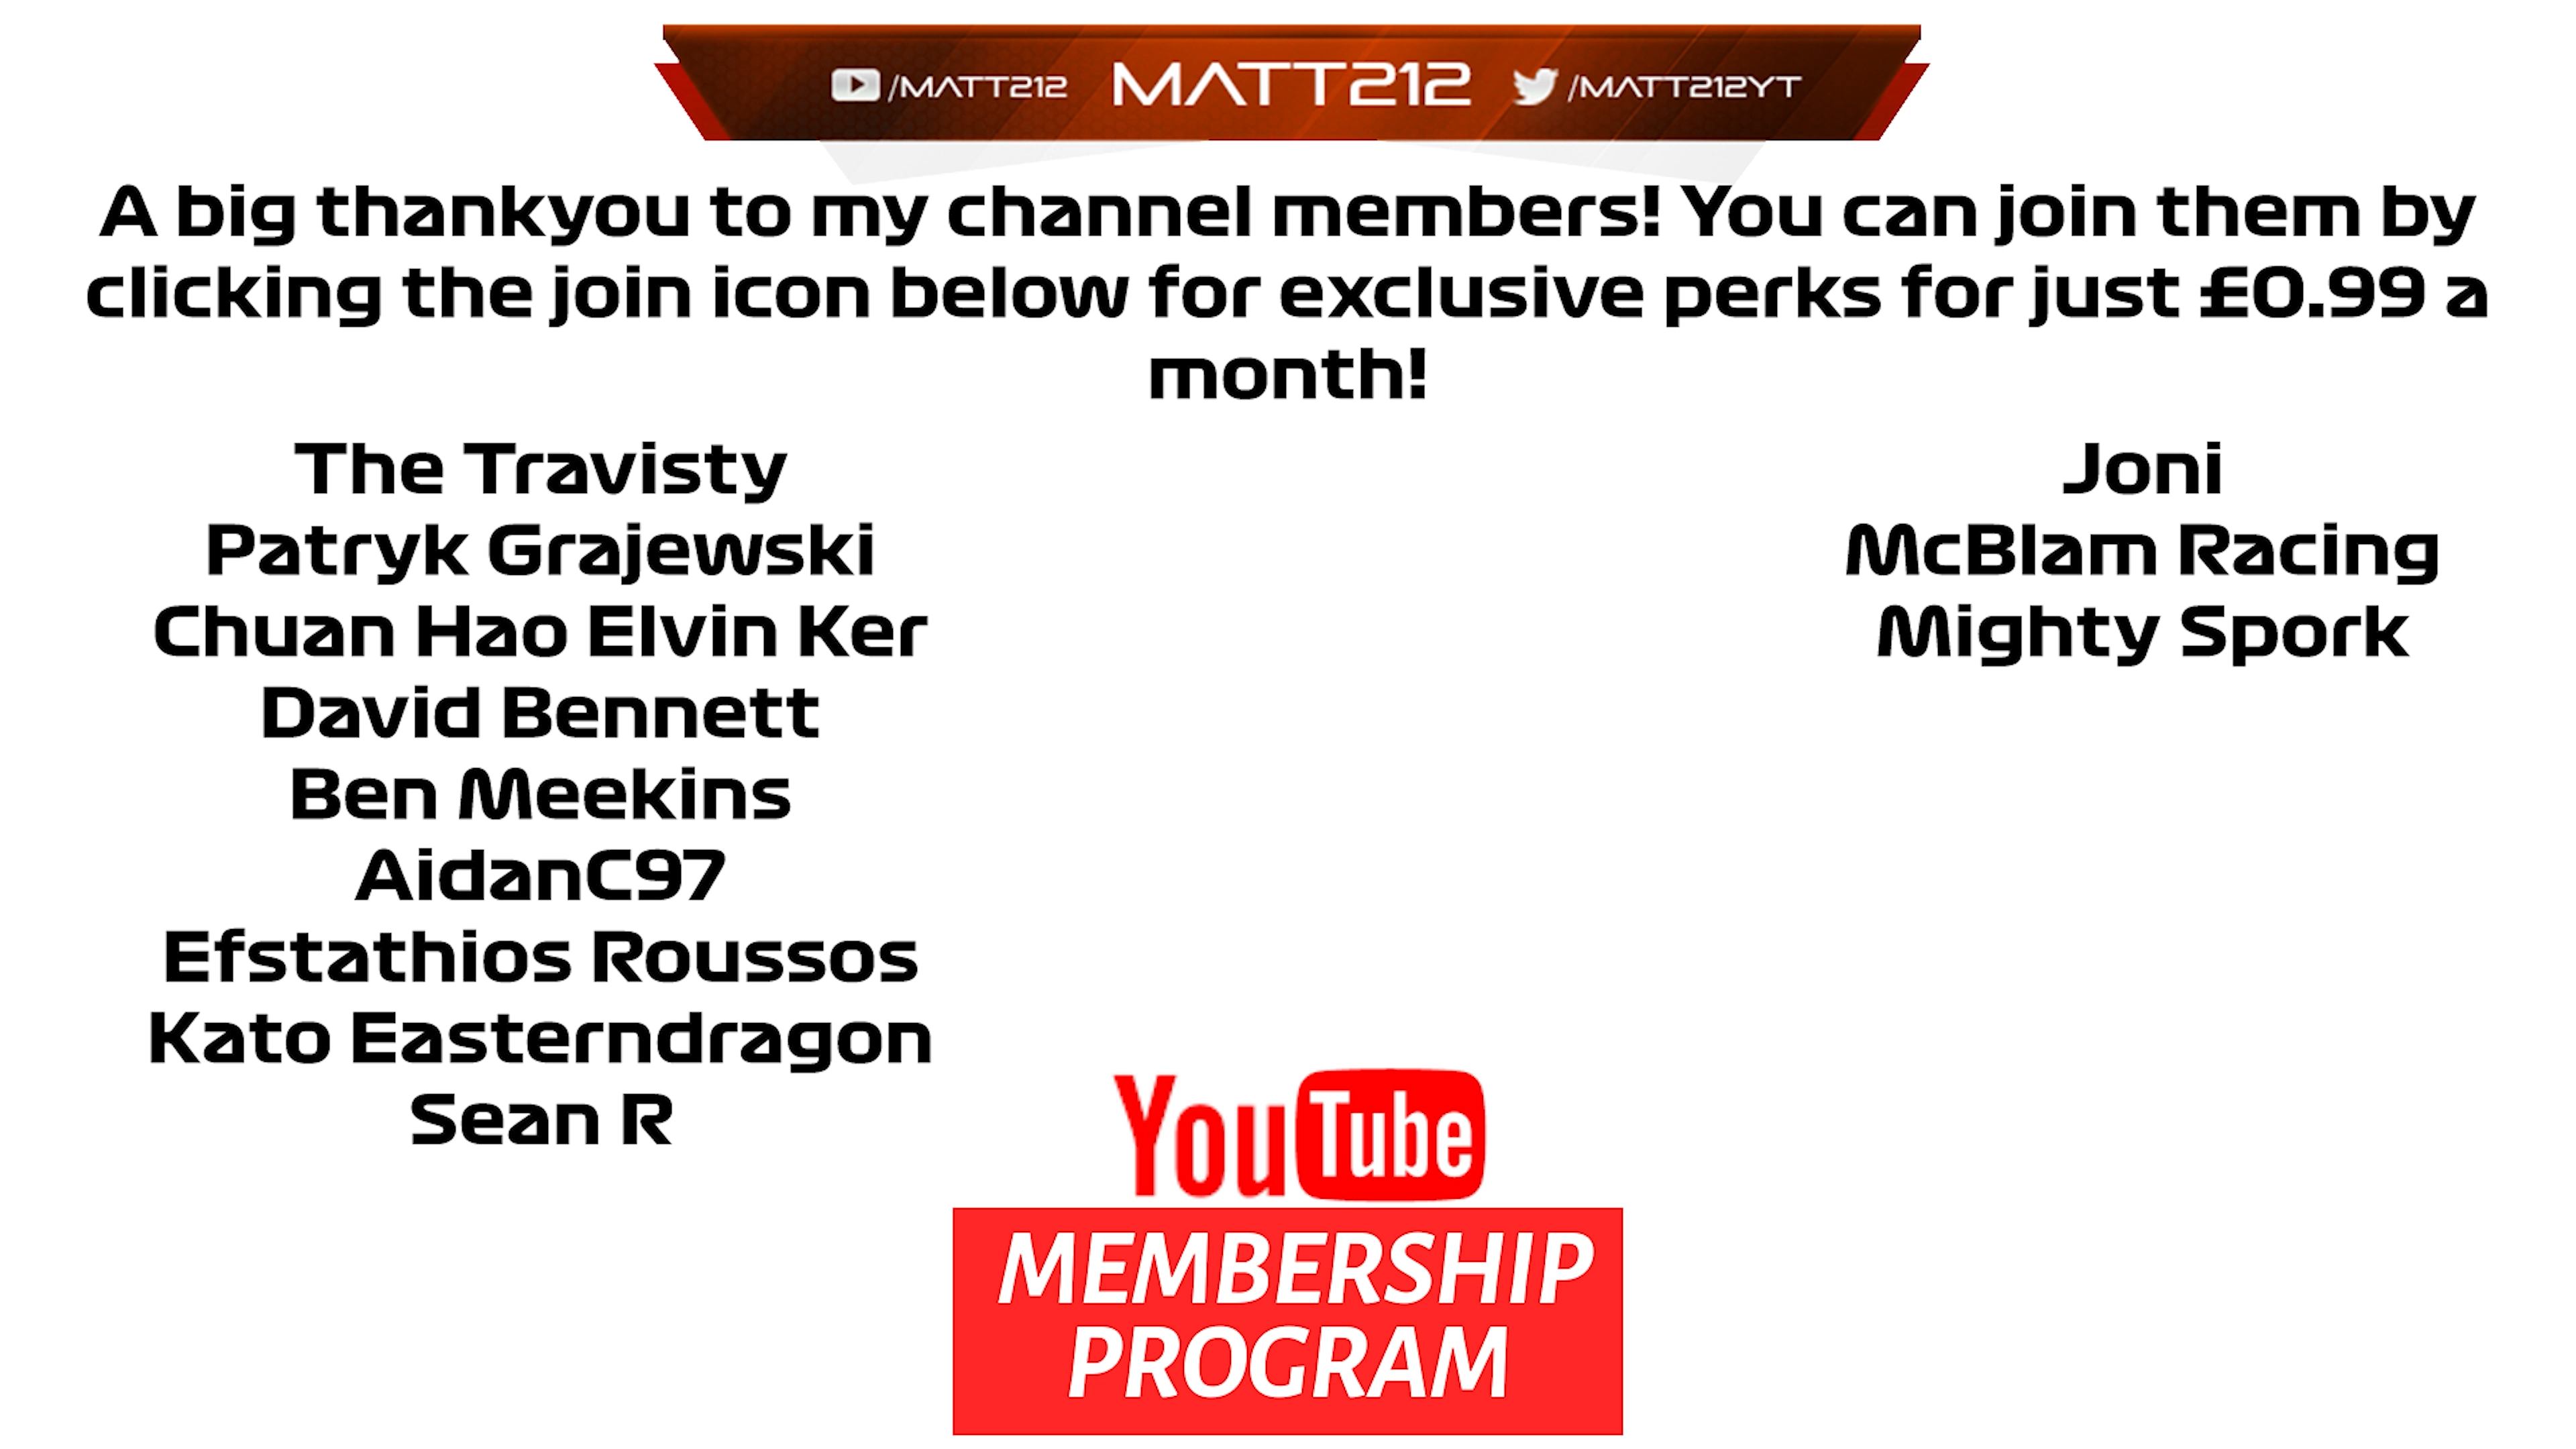 /MATT212 MATT212 /MATT212YT
A big thankyou to my channel members! You can join them by
clicking the join icon below for exclusive perks for just £0.99 a
month!
The Travisty
Patryk Grajewski
Chuan Hao Elvin Ker
David Bennett
Ben Meekins
AidanC97
Efstathios Roussos
Kato Easterndragon
Sean R
Joni
McBlam Racing
Mighty Spork
YouTube
MEMBERSHIP
PROGRAM